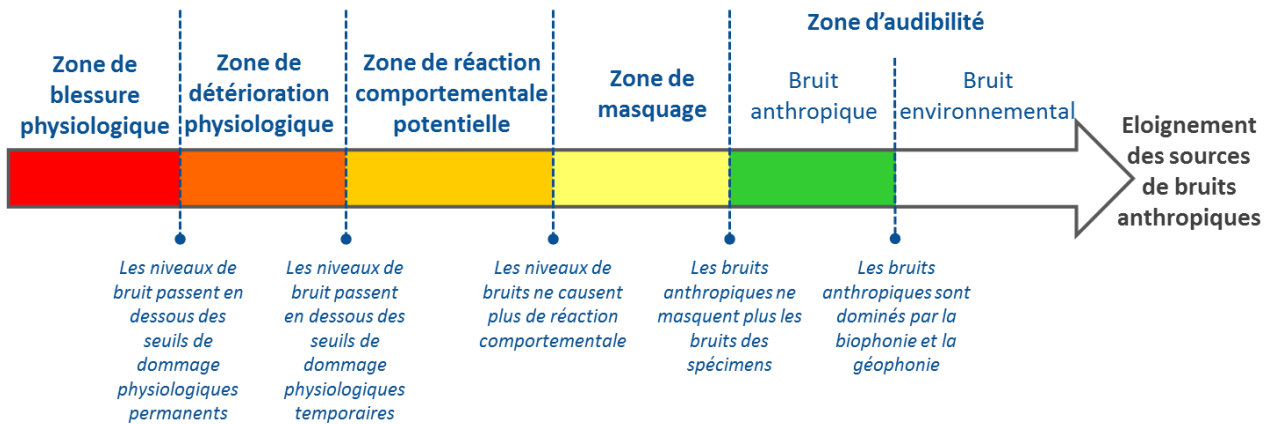 Zone de
blessure
physiologique
Zone de
détérioration
physiologique
Zone de réaction
comportementale
potentielle
Zone de
masquage
Zone d’audibilité
Bruit
anthropique
Bruit
environnemental
Eloignement
des sources
de bruits
anthropiques
Les niveaux de
bruit passent en
dessous des
seuils de
dommage
physiologiques
permanents
Les niveaux de
bruit passent
en dessous des
seuils de
dommage
physiologiques
temporaires
Les niveaux de
bruits ne causent
plus de réaction
comportementale
Les bruits
anthropiques ne
masquent plus les
bruits des
spécimens
Les bruits
anthropiques sont
dominés par la
biophonie et la
géophonie